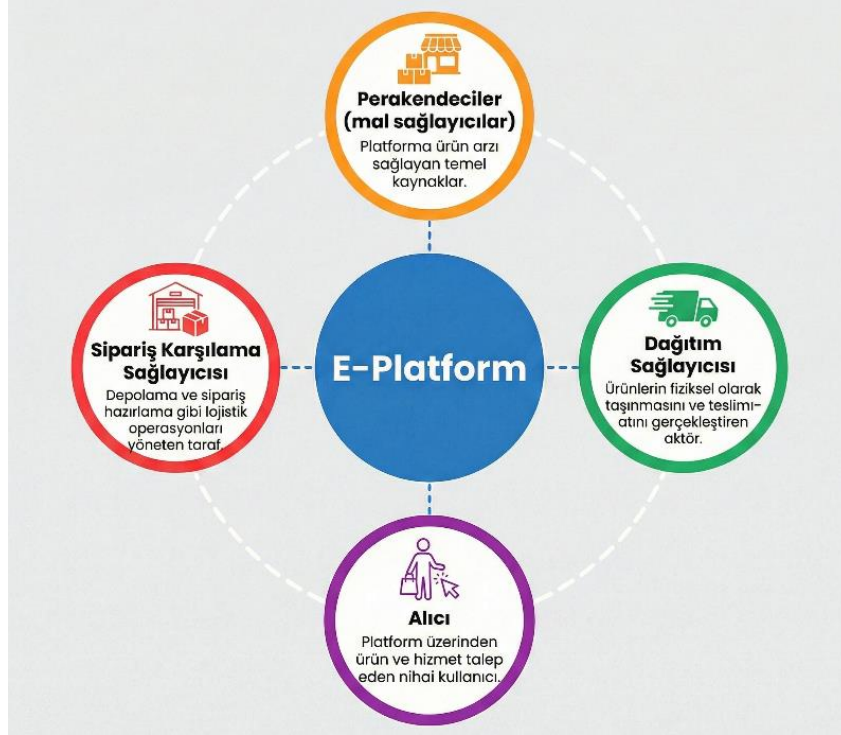 Perakendeciler
(mal sağlayıcılar)
Platforma ürün arzı
sağlayan temel
kaynaklar.
Sipariş Karşılama
Sağlayıcısı
Depolama ve sipariş
hazırlama gibi lojistik
operasyonları
yöneten taraf.
E-Platform
Dağıtım
Sağlayıcısı
Ürünlerin fiziksel olarak
taşınmasını ve teslimi-
atını gerçekleştiren
aktör.
Alıcı
Platform üzerinden
ürün ve hizmet talep
eden nihai kullanıcı.